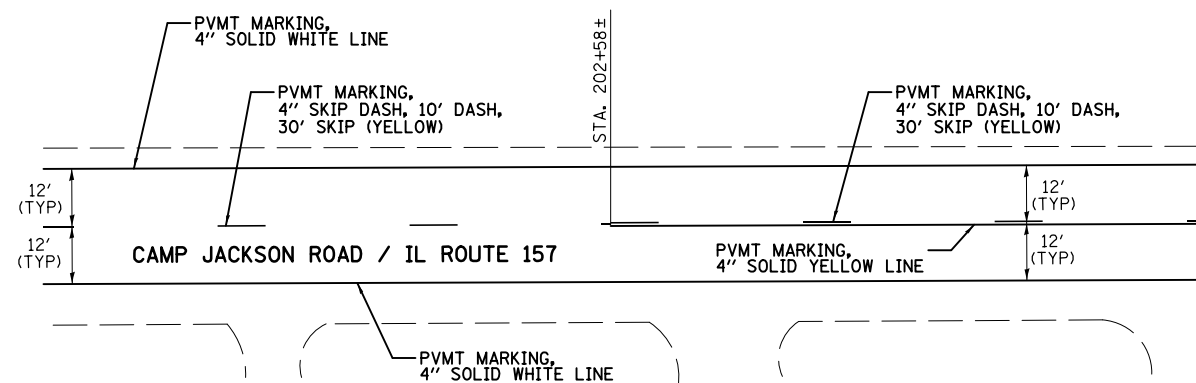 PVMT MARKING,
4" SOLID WHITE LINE
PVMT MARKING,
4" SKIP DASH, 10' DASH,
30' SKIP (YELLOW)
STA. 202+58±
PVMT MARKING,
4" SKIP DASH, 10' DASH,
30' SKIP (YELLOW)
12'
(TYP)
12'
(TYP)
12'
(TYP)
CAMP JACKSON ROAD / IL ROUTE 157
PVMT MARKING,
4" SOLID YELLOW LINE
12'
(TYP)
PVMT MARKING,
4" SOLID WHITE LINE